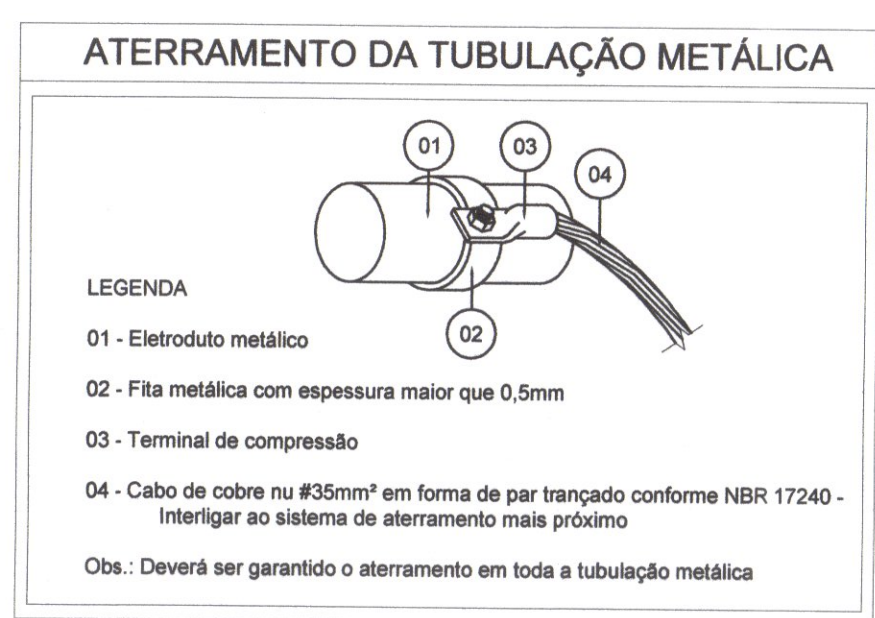 ATERRAMENTO DA TUBULAÇÃO METÁLICA
01
03
04
02
LEGENDA
01 - Eletroduto metálico
02 - Fita metálica com espessura maior que 0,5mm
03 - Terminal de compressão
04 - Cabo de cobre nu #35mm² em forma de par trançado conforme NBR 17240 -
Interligar ao sistema de aterramento mais próximo
Obs.: Deverá ser garantido o aterramento em toda a tubulação metálica